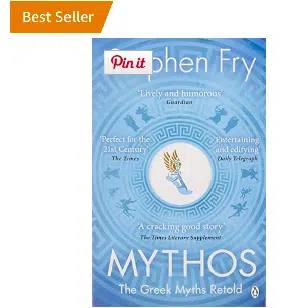 Best Seller
Fry
Pin it
'Lively and humorous'
Guardian
'Perfect for the
21st Century'
The Times
'Entertaining
and edifying'
Daily Telegraph
'A cracking good story'
The Times Literary Supplement
MYTHOS
The Greek Myths Retold